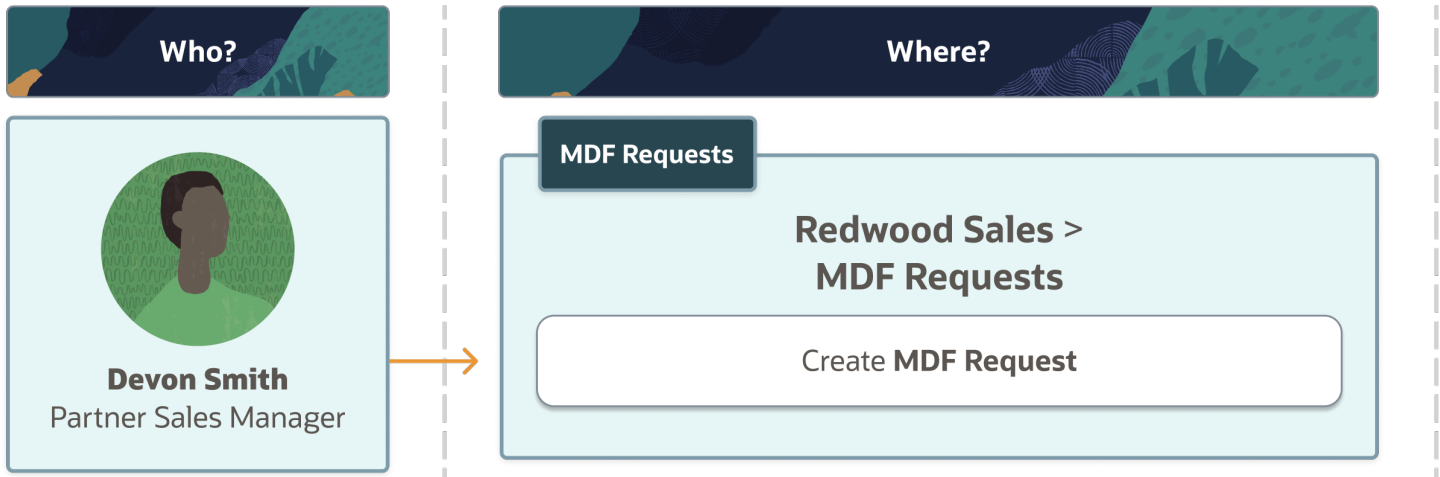 Who?
Where?
Devon Smith
Partner Sales Manager
MDF Requests
Redwood Sales >
MDF Requests
Create MDF Request